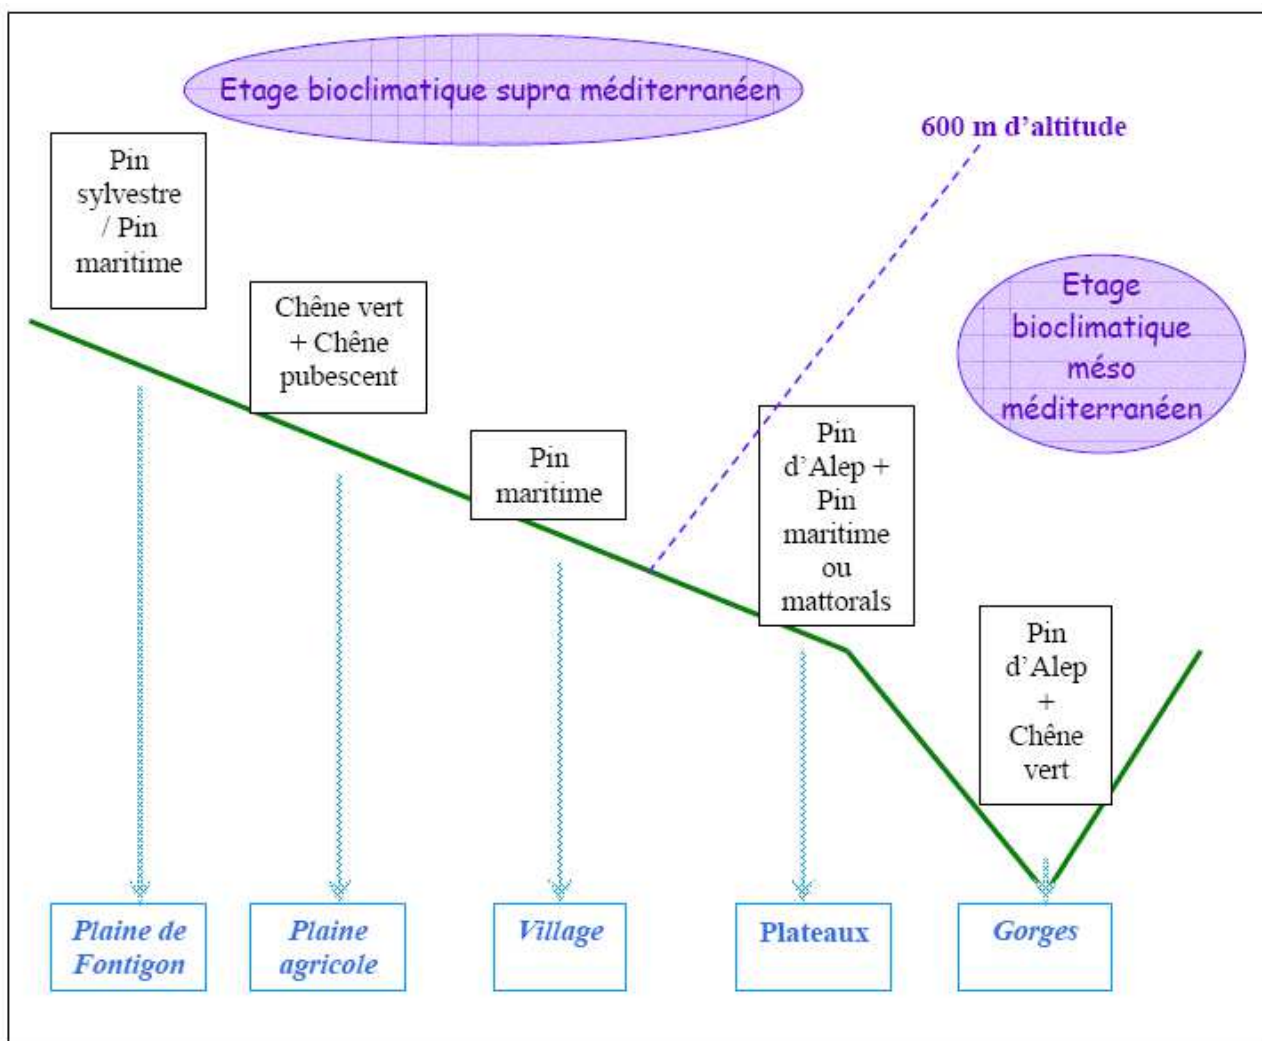 Etage bioclimatique supra méditerranéen
600 m d'altitude
Pin
sylvestre
/ Pin
maritime
Chêne vert
+ Chêne
pubescent
Pin
maritime
Etage
bioclimatique
méso
méditerranéen
Pin
d'Alep +
Pin
maritime
ou
mattorals
Pin
d'Alep
+
Chêne
vert
Plaine de
Fontigon
Plaine
agricole
Village
Plateaux
Gorges